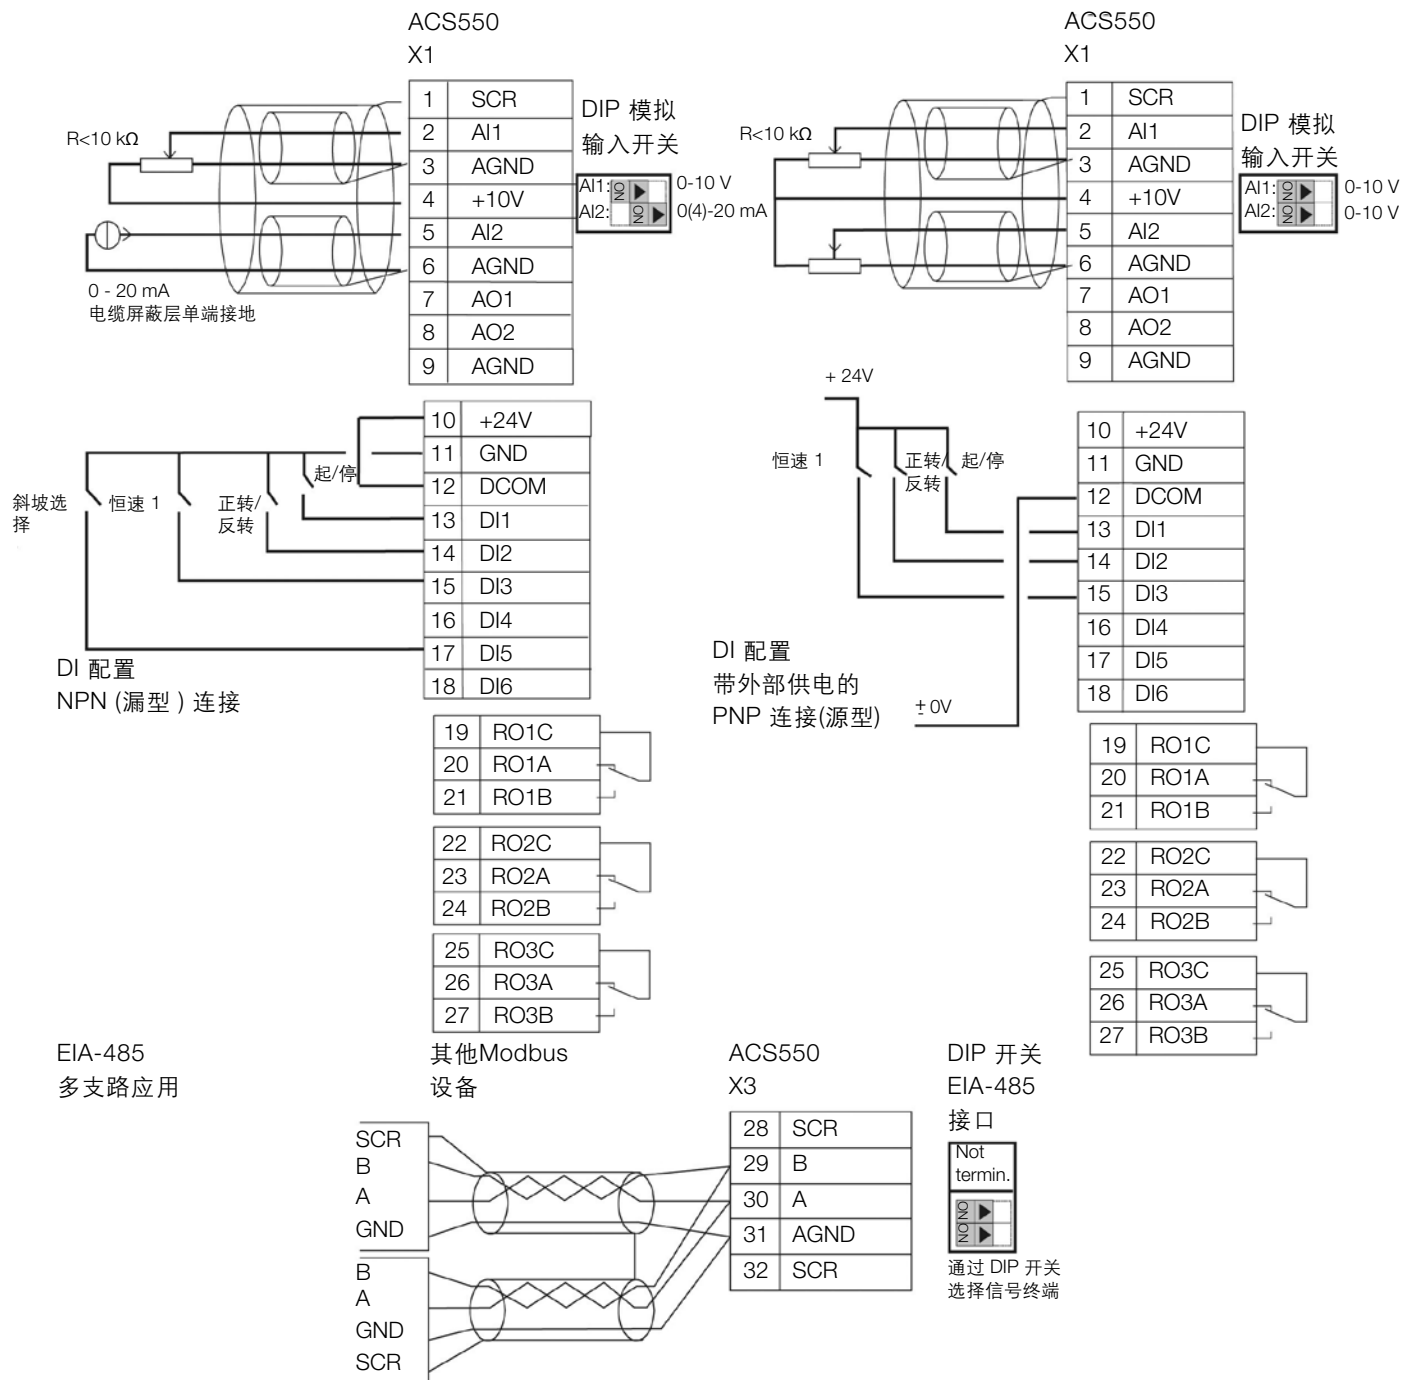 ACS550
X1
1 SCR
2 AI1
3 AGND
4 +10V
5 AI2
6 AGND
7 AO1
8 AO2
9 AGND
R<10 kΩ
0 - 20 mA
电缆屏蔽层单端接地
DIP 模拟
输入开关
AI1: ON 0-10 V
AI2: ON 0(4)-20 mA
10 +24V
11 GND
12 DCOM
13 DI1
14 DI2
15 DI3
16 DI4
17 DI5
18 DI6
斜坡选
择
恒速 1
正转/
反转
起/停
DI 配置
NPN (漏型 ) 连接
19 RO1C
20 RO1A
21 RO1B
22 RO2C
23 RO2A
24 RO2B
25 RO3C
26 RO3A
27 RO3B
ACS550
X1
1 SCR
2 AI1
3 AGND
4 +10V
5 AI2
6 AGND
7 AO1
8 AO2
9 AGND
R<10 kΩ
DIP 模拟
输入开关
AI1: ON 0-10 V
AI2: ON 0-10 V
+ 24V
10 +24V
11 GND
12 DCOM
13 DI1
14 DI2
15 DI3
16 DI4
17 DI5
18 DI6
恒速 1
正转/
反转
起/停
DI 配置
带外部供电的
PNP 连接(源型)
± 0V
19 RO1C
20 RO1A
21 RO1B
22 RO2C
23 RO2A
24 RO2B
25 RO3C
26 RO3A
27 RO3B
EIA-485
多支路应用
其他Modbus
设备
SCR
B
A
GND
B
A
GND
SCR
ACS550
X3
28 SCR
29 B
30 A
31 AGND
32 SCR
DIP 开关
EIA-485
接口
Not
termin.
ON
ON
通过 DIP 开关
选择信号终端